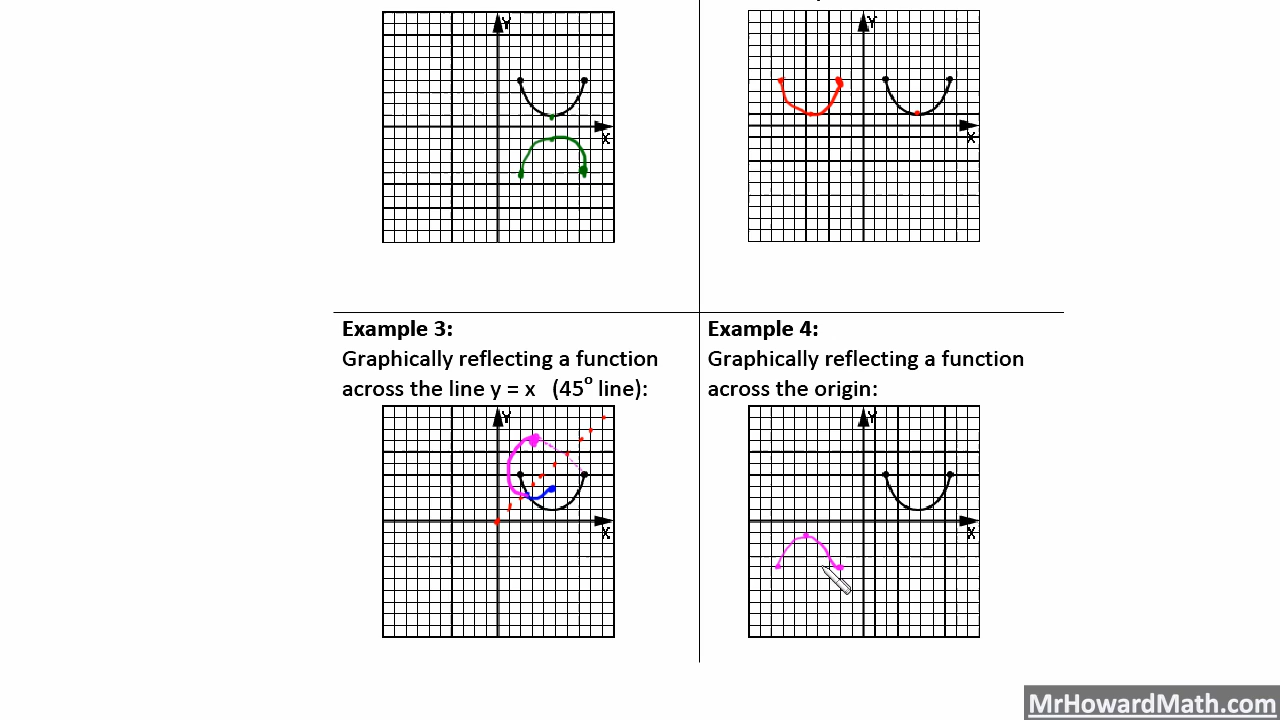 Y
X
Y
X
Example 3:
Graphically reflecting a function
across the line y = x (45° line):
Y
X
Example 4:
Graphically reflecting a function
across the origin:
Y
X
MrHowardMath.com